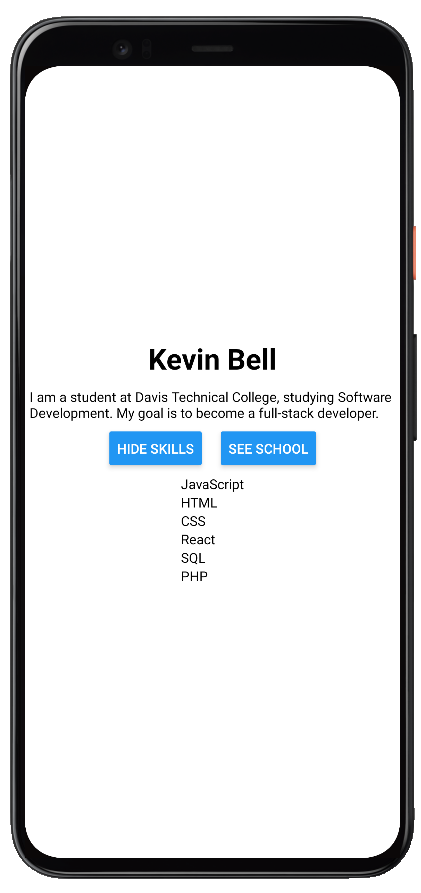 Kevin Bell
I am a student at Davis Technical College, studying Software
Development. My goal is to become a full-stack developer.
HIDE SKILLS SEE SCHOOL
JavaScript
HTML
CSS
React
SQL
PHP